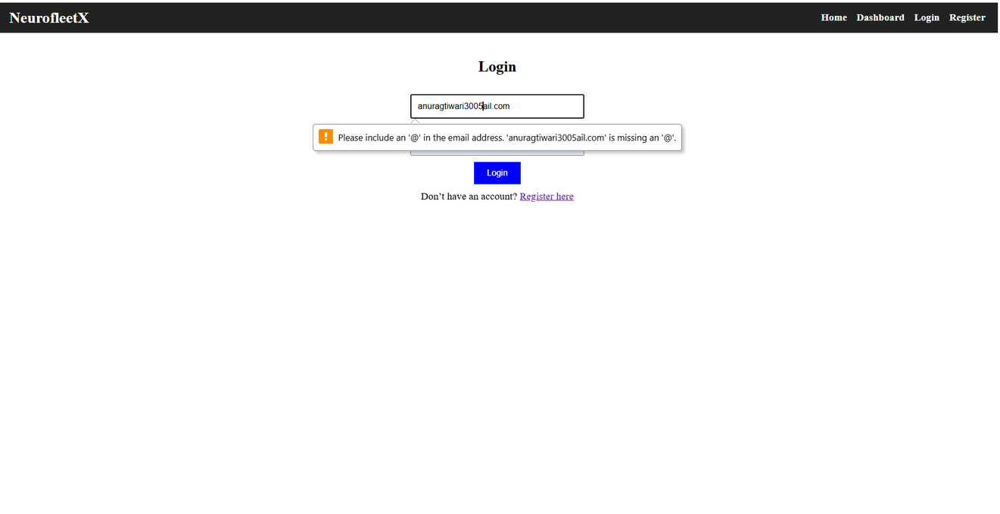 NeurofleetX
Home Dashboard Login Register
Login
anuragtiwari3005ail.com
Please include an '@' in the email address. 'anuragtiwari3005ail.com' is missing an '@'.
Login
Don’t have an account? Register here